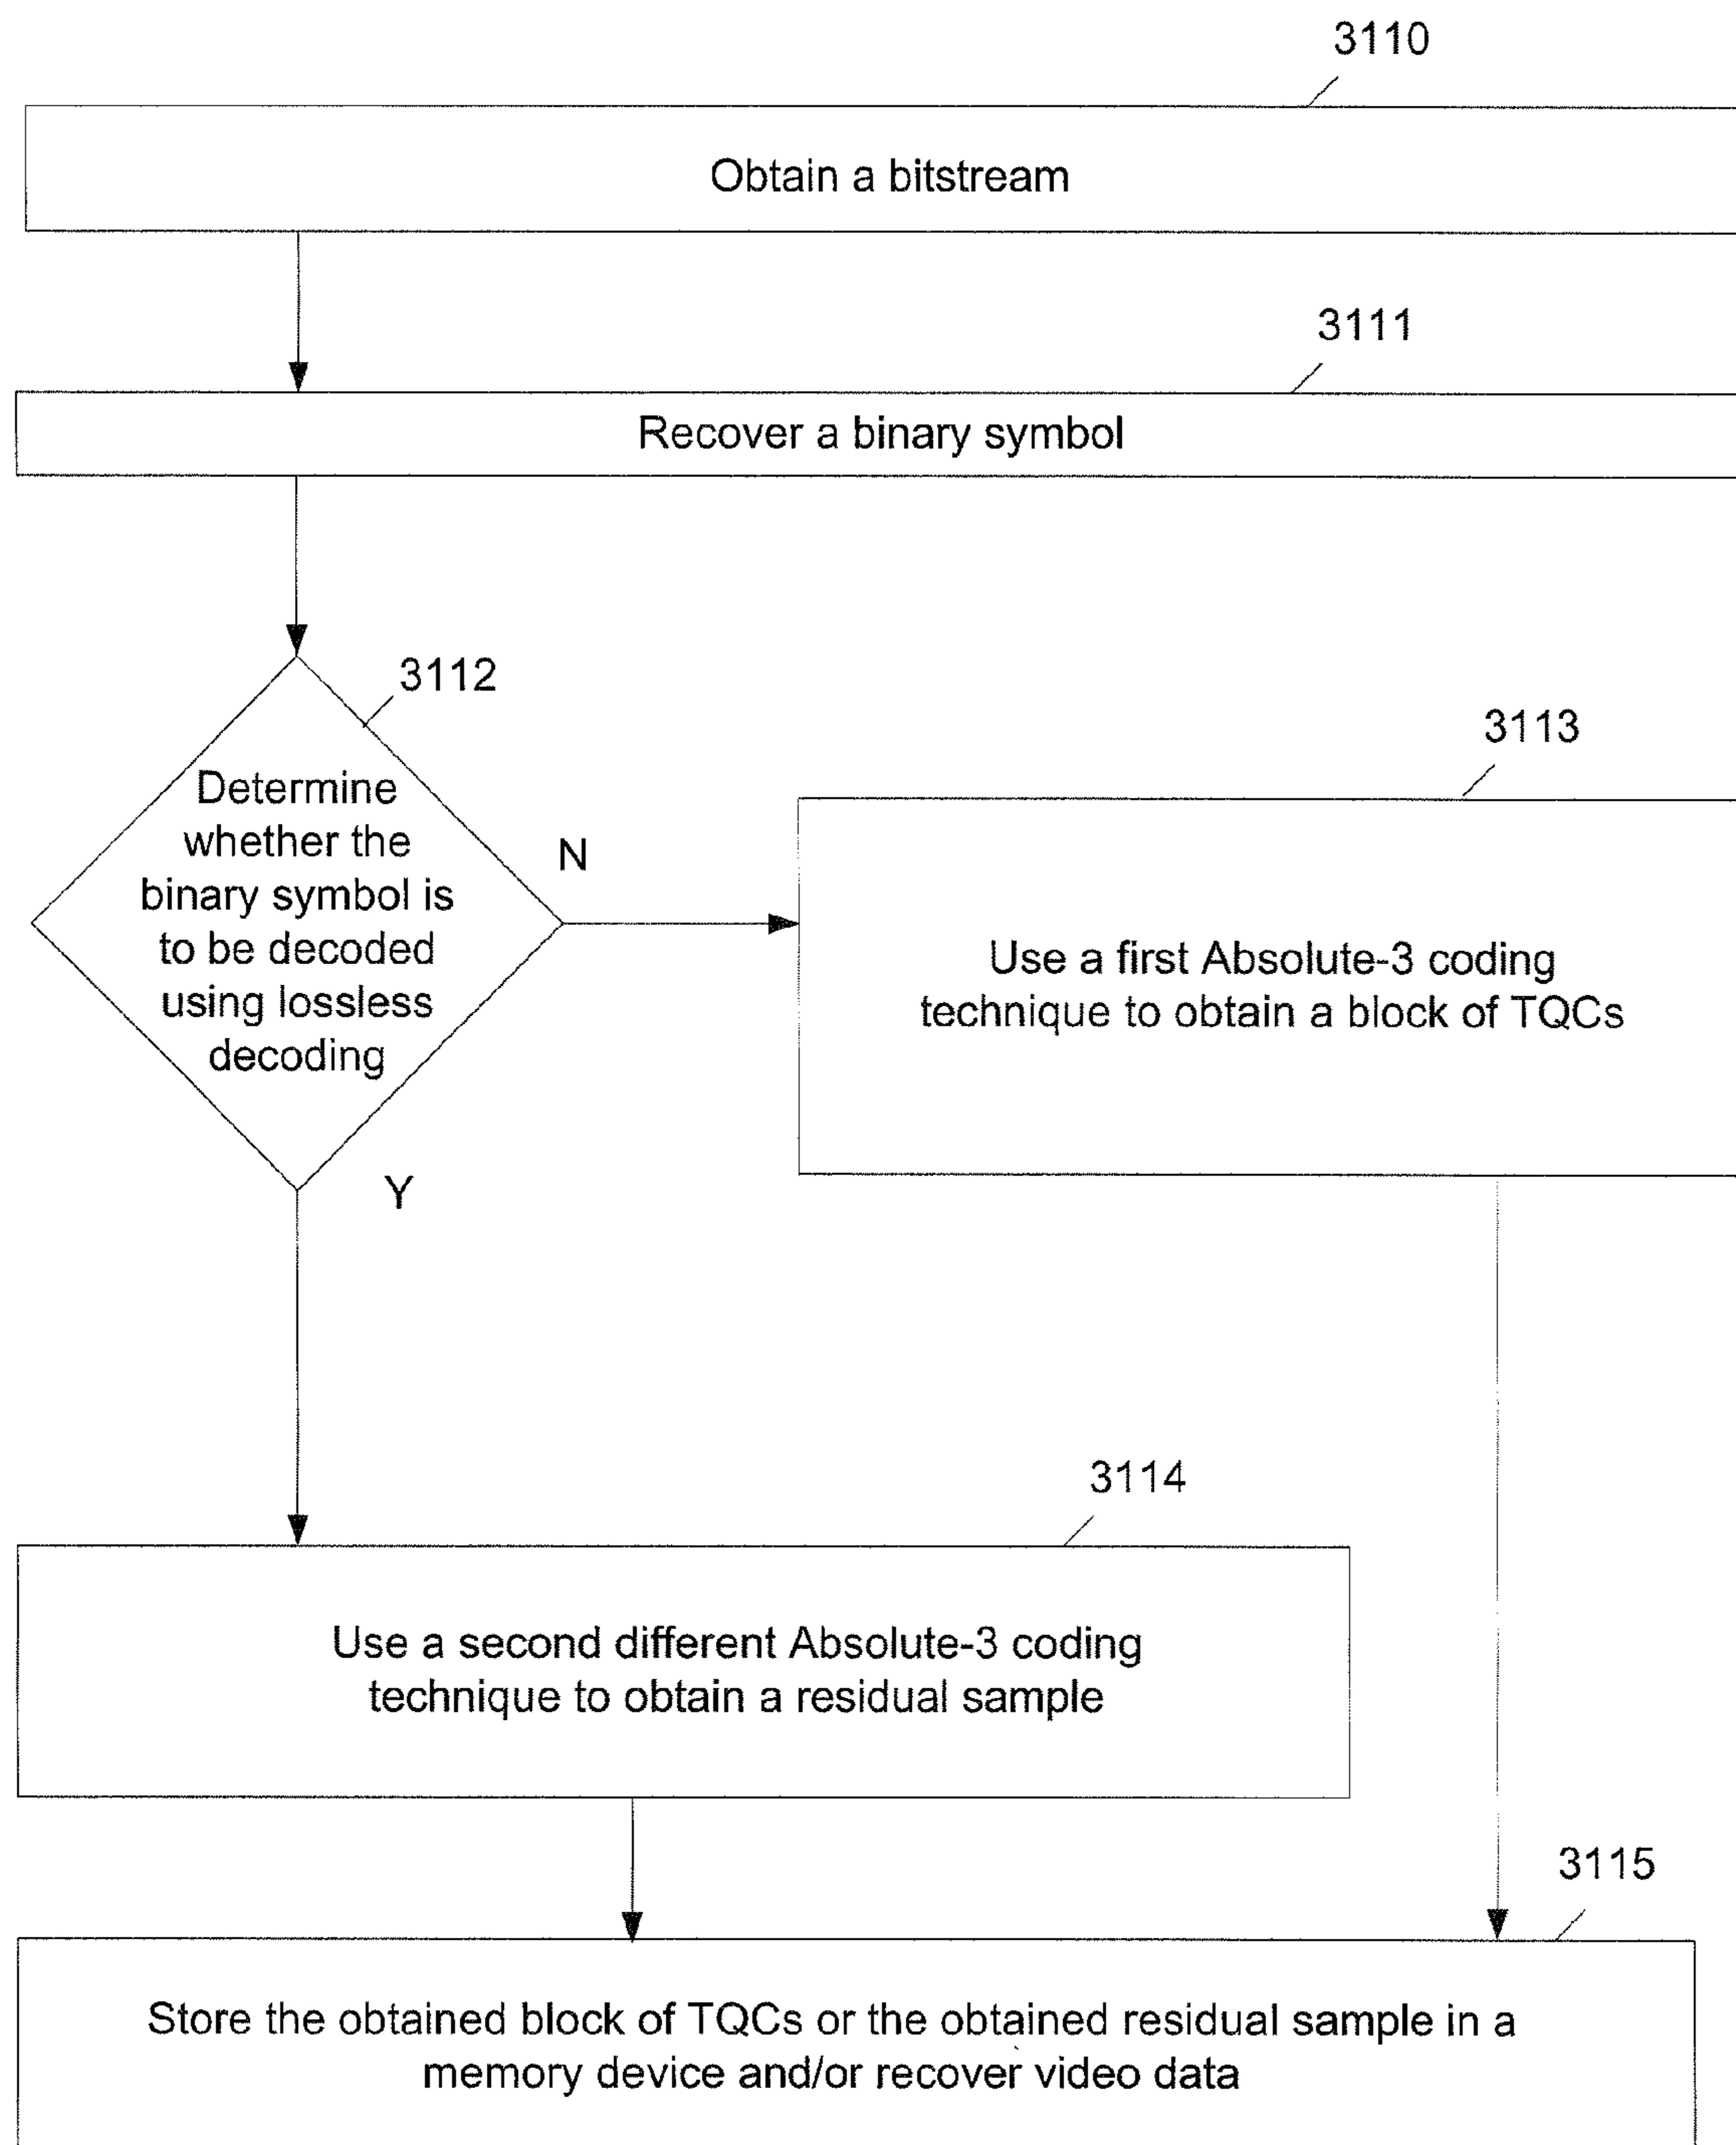 3110
Obtain a bitstream
3111
Recover a binary symbol
3112
Determine
whether the
binary symbol is
to be decoded
using lossless
decoding
N
Y
3113
Use a first Absolute-3 coding
technique to obtain a block of TQCs
3114
Use a second different Absolute-3 coding
technique to obtain a residual sample
3115
Store the obtained block of TQCs or the obtained residual sample in a
memory device and/or recover video data